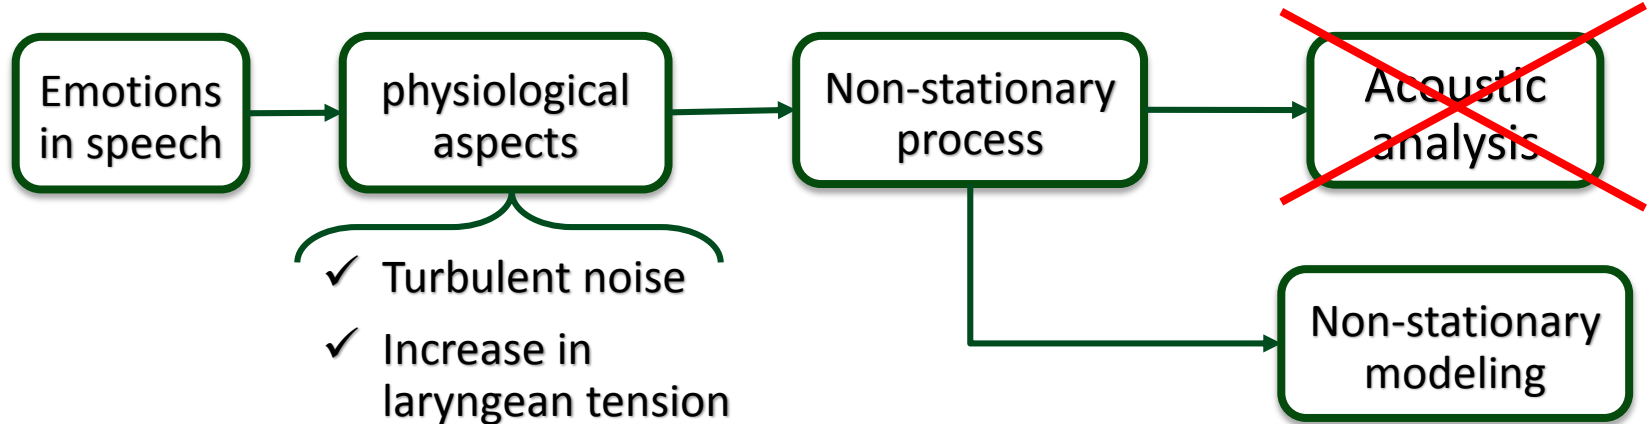 Emotions
in speech
physiological
aspects
Non-stationary
process
Acoustic
analysis
✓ Turbulent noise
✓ Increase in
laryngean tension
Non-stationary
modeling